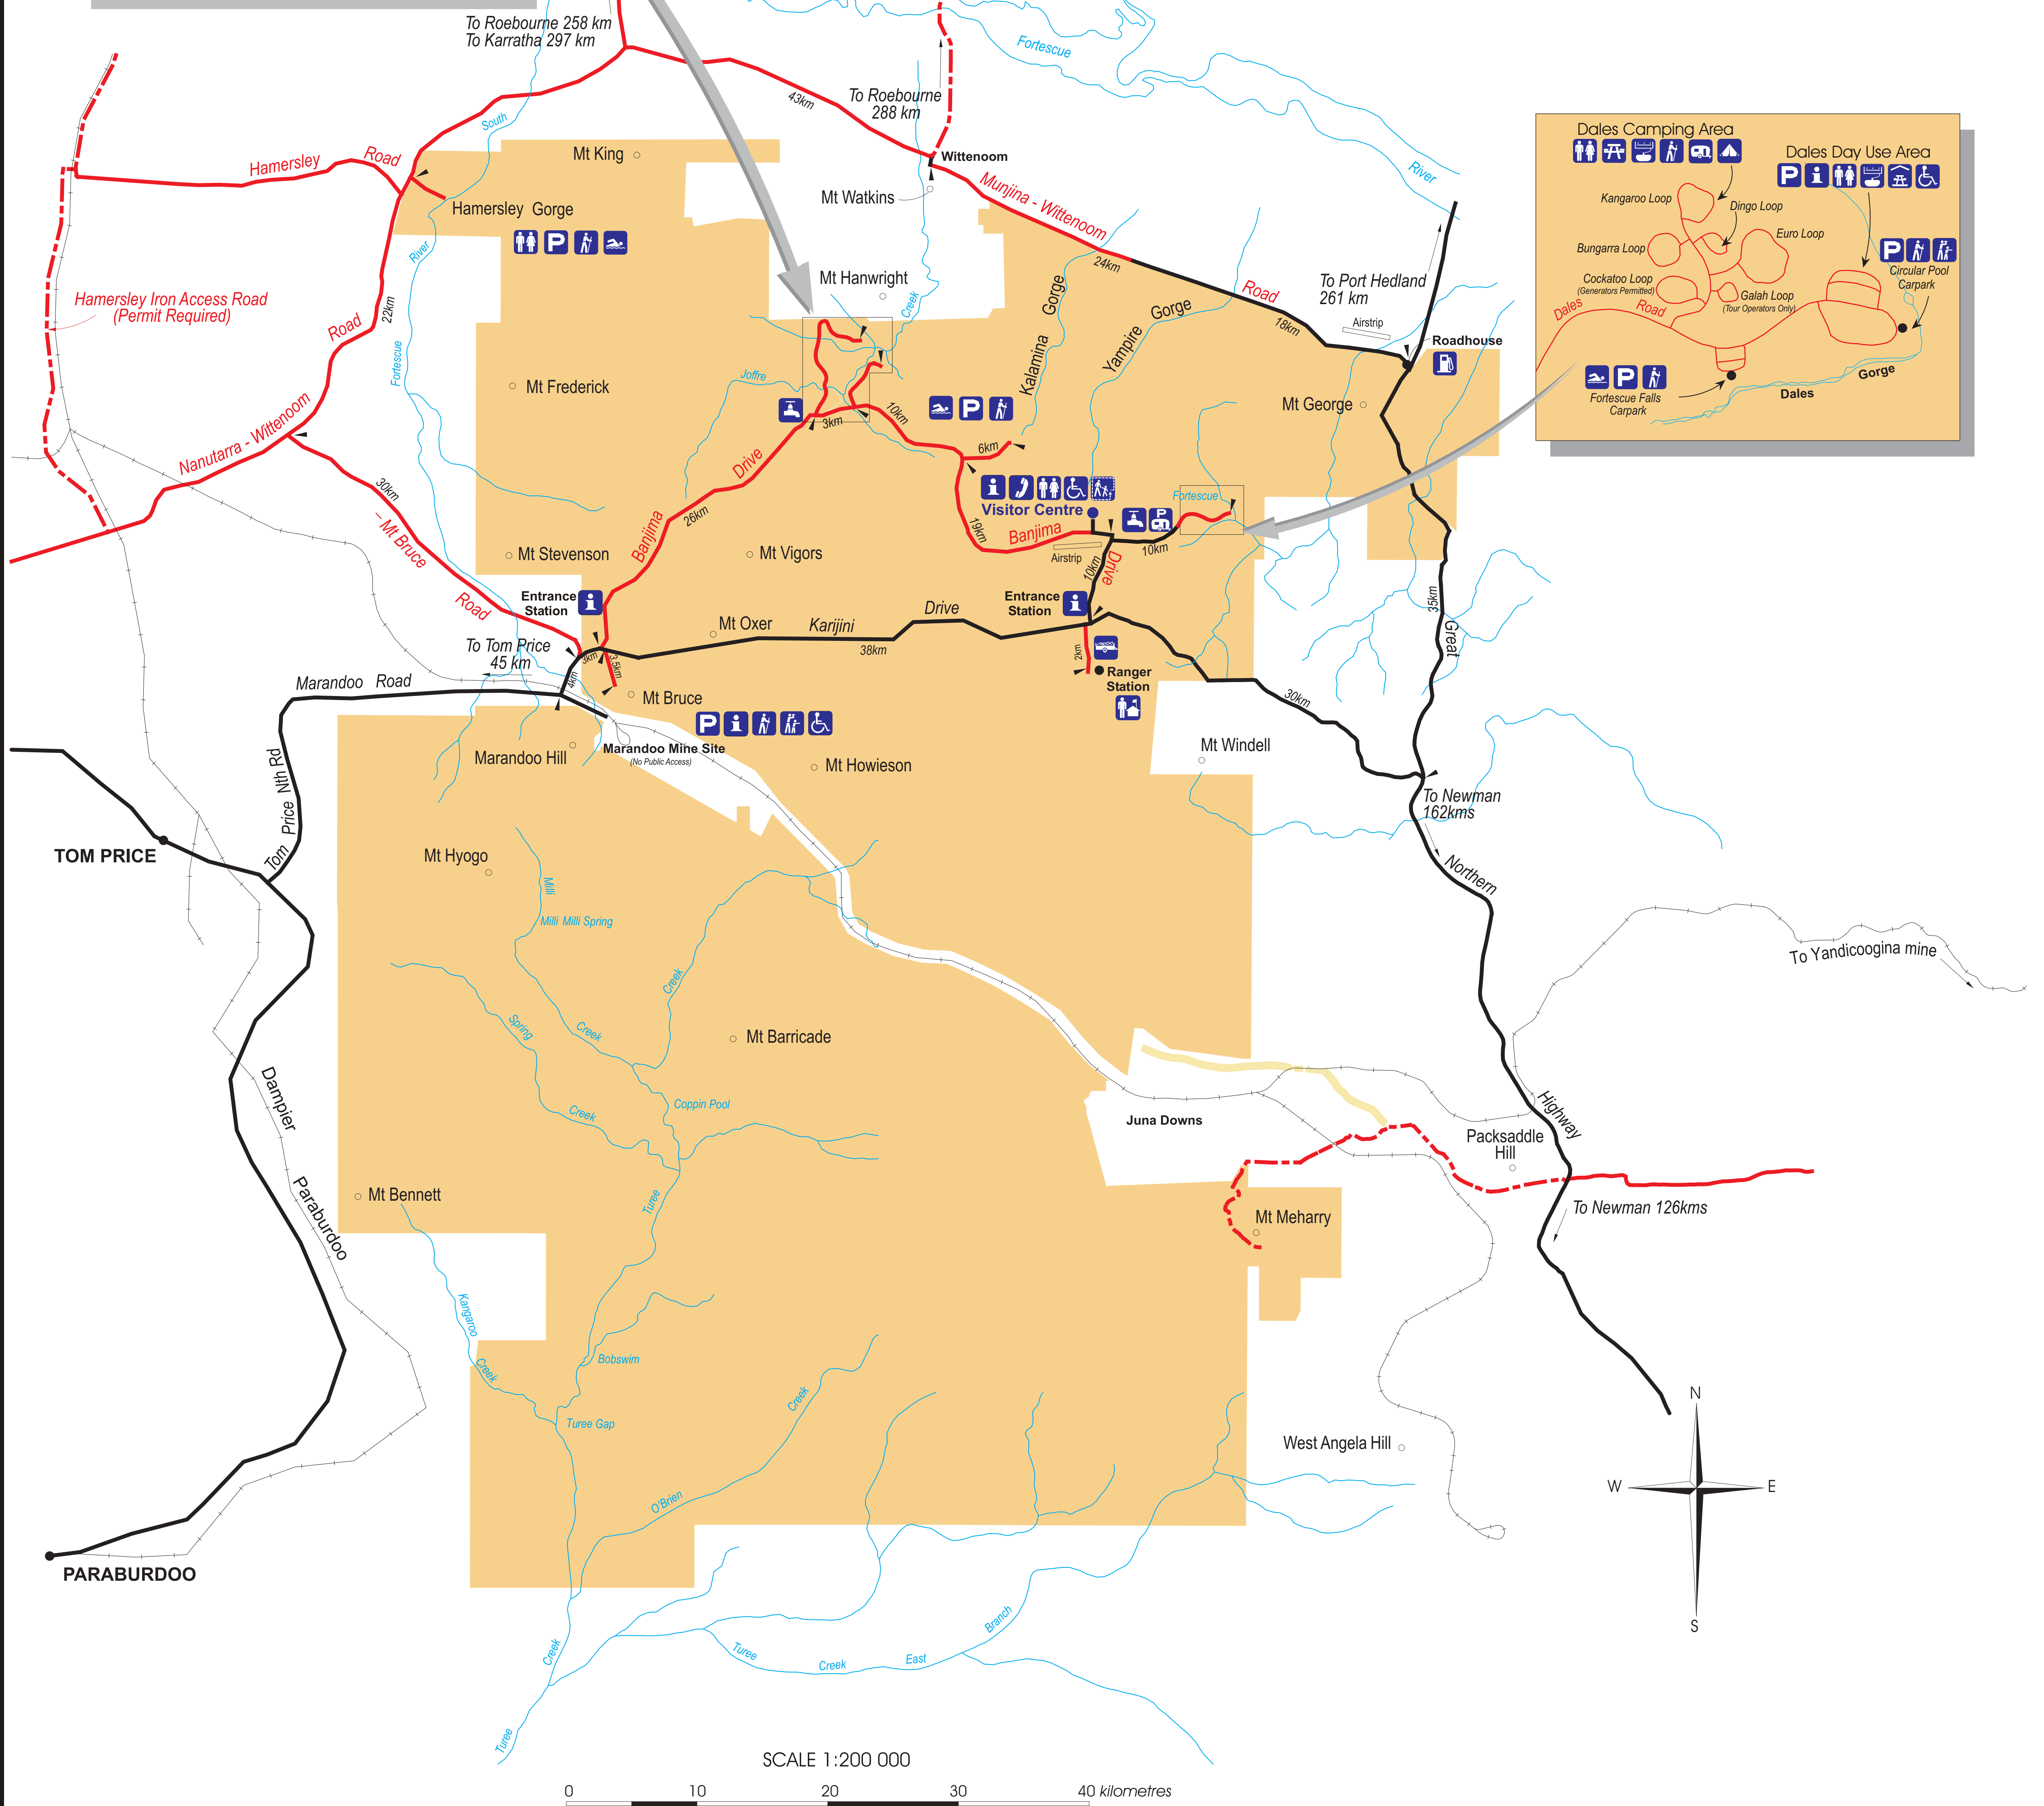 To Roebourne 258 km
To Karratha 297 km
Fortescue
River
43km
To Roebourne
288 km
South
River
Fortescue
Hamersley Road
Mt King
Wittenoom
Mt Watkins
Munjina - Wittenoom
Road
24km
18km
Hamersley Gorge
P
Hamersley Iron Access Road
(Permit Required)
22km
Nanutarra - Wittenoom
Road
Mt Hanwright
Creek
Kalamina Gorge
Yampire Gorge
To Port Hedland
261 km
Airstrip
Roadhouse
Mt George
Mt Frederick
Joffre
3km
10km
P
6km
Dales Camping Area
Dales Day Use Area
P i
Kangaroo Loop
Dingo Loop
Euro Loop
Bungarra Loop
Cockatoo Loop
(Generators Permitted)
Galah Loop
(Tour Operators Only)
P
Circular Pool
Carpark
Dales Road
P
Fortescue Falls
Carpark
Dales
Gorge
30km
– Mt Bruce
Road
Banjima
Drive
26km
Mt Stevenson
Mt Vigors
i
Visitor Centre
19km
Banjima
Drive
Airstrip
10km
P
10km
Fortescue
Entrance
Station
i
Entrance
Station
i
Mt Oxer
Karijini
Drive
38km
2km
Ranger
Station
35km
Great
Northern
Highway
30km
To Tom Price
45 km
3km
3.5km
4km
Marandoo Road
Mt Bruce
P i
Marandoo Hill
Marandoo Mine Site
(No Public Access)
Mt Howieson
Mt Windell
To Newman
162kms
TOM PRICE
Tom Price Nth Rd
Mt Hyogo
Milli
Milli Milli Spring
Creek
Creek
Spring
Creek
Mt Barricade
Coppin Pool
To Yandicoogina mine
Dampier
Paraburdoo
Juna Downs
Packsaddle
Hill
Mt Bennett
Turee
Mt Meharry
To Newman 126kms
Kangaroo
Creek
Bobswim
Turee Gap
Creek
O'Brien
West Angela Hill
N
W
E
S
PARABURDOO
Creek
Turee
Turee
Creek
East
Branch
SCALE 1:200 000
0 10 20 30 40 kilometres